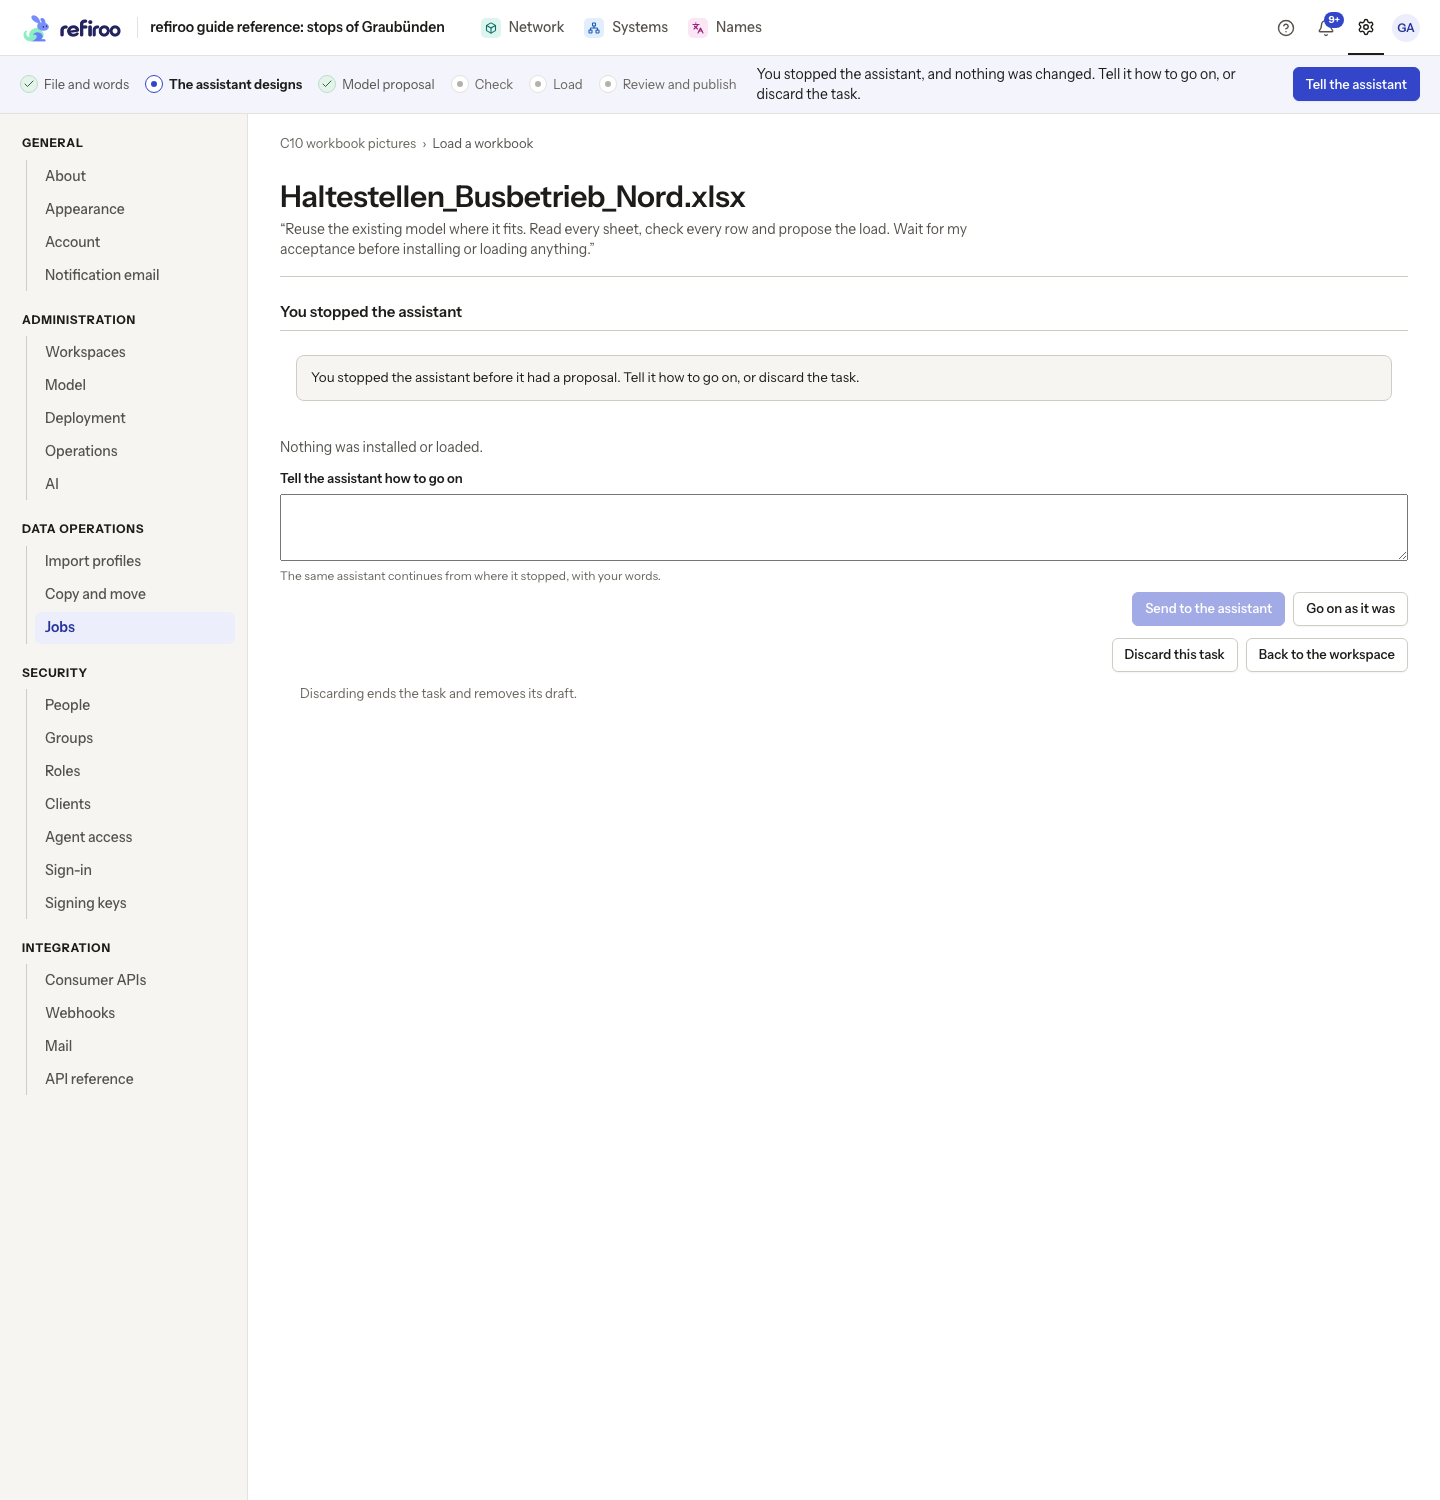 refiroo
refiroo guide reference: stops of Graubünden
Network
Systems
Names
9+
GA
File and words
The assistant designs
Model proposal
Check
Load
Review and publish
You stopped the assistant, and nothing was changed. Tell it how to go on, or
discard the task.
Tell the assistant
GENERAL
About
Appearance
Account
Notification email
ADMINISTRATION
Workspaces
Model
Deployment
Operations
AI
DATA OPERATIONS
Import profiles
Copy and move
Jobs
SECURITY
People
Groups
Roles
Clients
Agent access
Sign-in
Signing keys
INTEGRATION
Consumer APIs
Webhooks
Mail
API reference
C10 workbook pictures › Load a workbook
Haltestellen_Busbetrieb_Nord.xlsx
“Reuse the existing model where it fits. Read every sheet, check every row and propose the load. Wait for my
acceptance before installing or loading anything.”
You stopped the assistant
You stopped the assistant before it had a proposal. Tell it how to go on, or discard the task.
Nothing was installed or loaded.
Tell the assistant how to go on
The same assistant continues from where it stopped, with your words.
Send to the assistant
Go on as it was
Discard this task
Back to the workspace
Discarding ends the task and removes its draft.